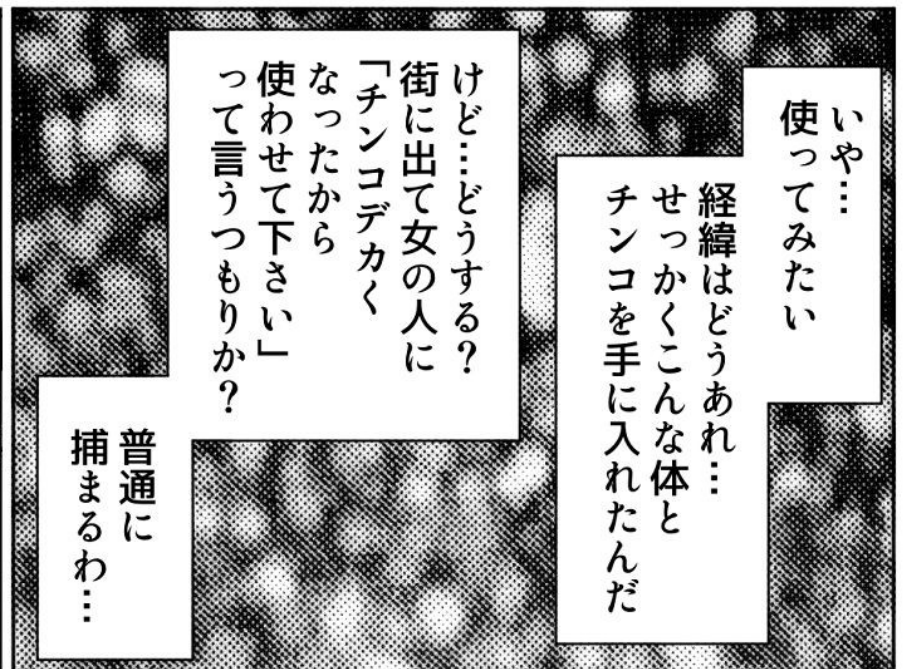 いや…
使ってみたい
経緯はどうあれ…
せっかくこんな体と
チンコを手に入れたんだ
けど…どうする？
街に出て女の人に
「チンコデカく
なったから
使わせて下さい」
って言うつもりか？
普通に
捕まるわ…